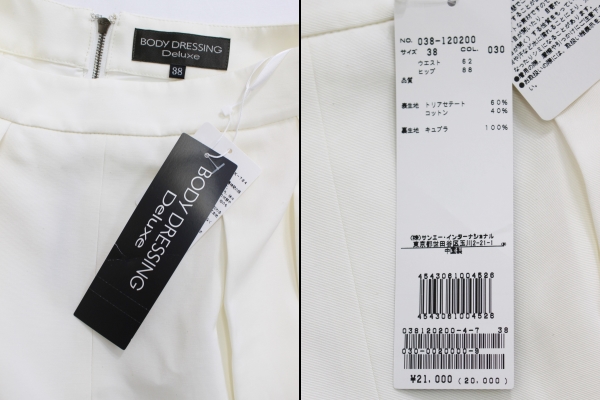 BODY DRESSING
Deluxe
38
BODY DRESSING
Deluxe
NO. 038-120200
サイズ 38 COL. 030
ウエスト 62
ヒップ 88
品質
表生地 トリアセテート 60%
コットン 40%
裏生地 キュプラ 100%
(株)サンエー・インターナショナル
東京都世田谷区玉川2-21-1
中国製
4543061004526
4543061004526
038120200-4-7 38
030-0020000-9
¥21,000 (20,000)